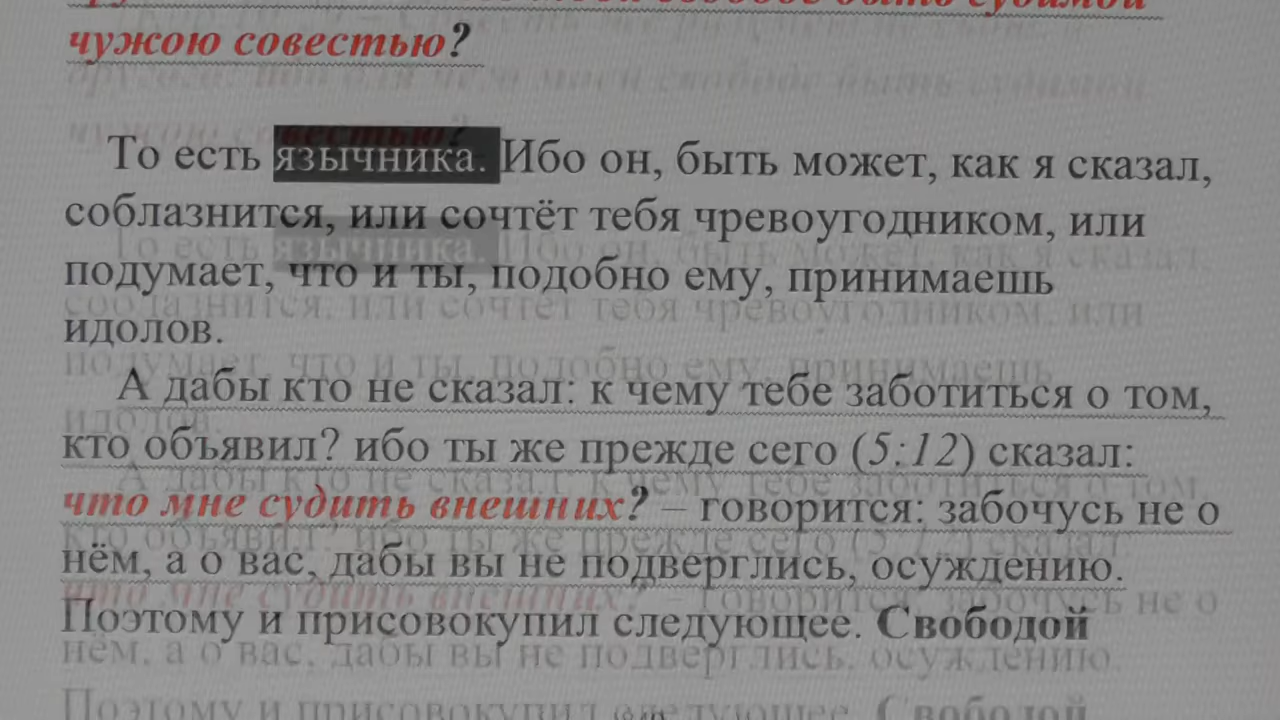 чужою совестью?
То есть язычника. Ибо он, быть может, как я сказал,
соблазнится, или сочтёт тебя чревоугодником, или
подумает, что и ты, подобно ему, принимаешь
идолов.
А дабы кто не сказал: к чему тебе заботиться о том,
кто объявил? ибо ты же прежде сего (5:12) сказал:
что мне судить внешних? – говорится: забочусь не о
нём, а о вас, дабы вы не подверглись, осуждению.
Поэтому и присовокупил следующее. Свободой